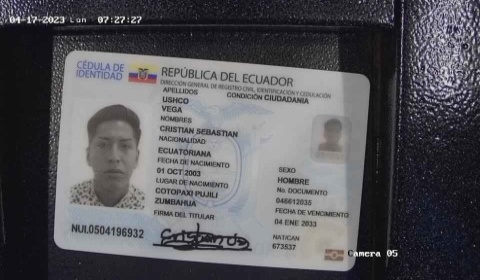 04-17-2023 Lun 07:27:27
CÉDULA DE IDENTIDAD
REPÚBLICA DEL ECUADOR
DIRECCIÓN GENERAL DE REGISTRO CIVIL, IDENTIFICACIÓN Y CEDULACIÓN
APELLIDOS
CONDICIÓN CIUDADANÍA
USHCO
VEGA
NOMBRES
CRISTIAN SEBASTIAN
NACIONALIDAD
ECUATORIANA
FECHA DE NACIMIENTO
01 OCT 2003
LUGAR DE NACIMIENTO
COTOPAXI PUJILI
ZUMBAHUA
FIRMA DEL TITULAR
SEXO
HOMBRE
No. DOCUMENTO
046612035
FECHA DE VENCIMIENTO
04 ENE 2033
NAT/CAN
673537
NUI.0504196932
Camera 05